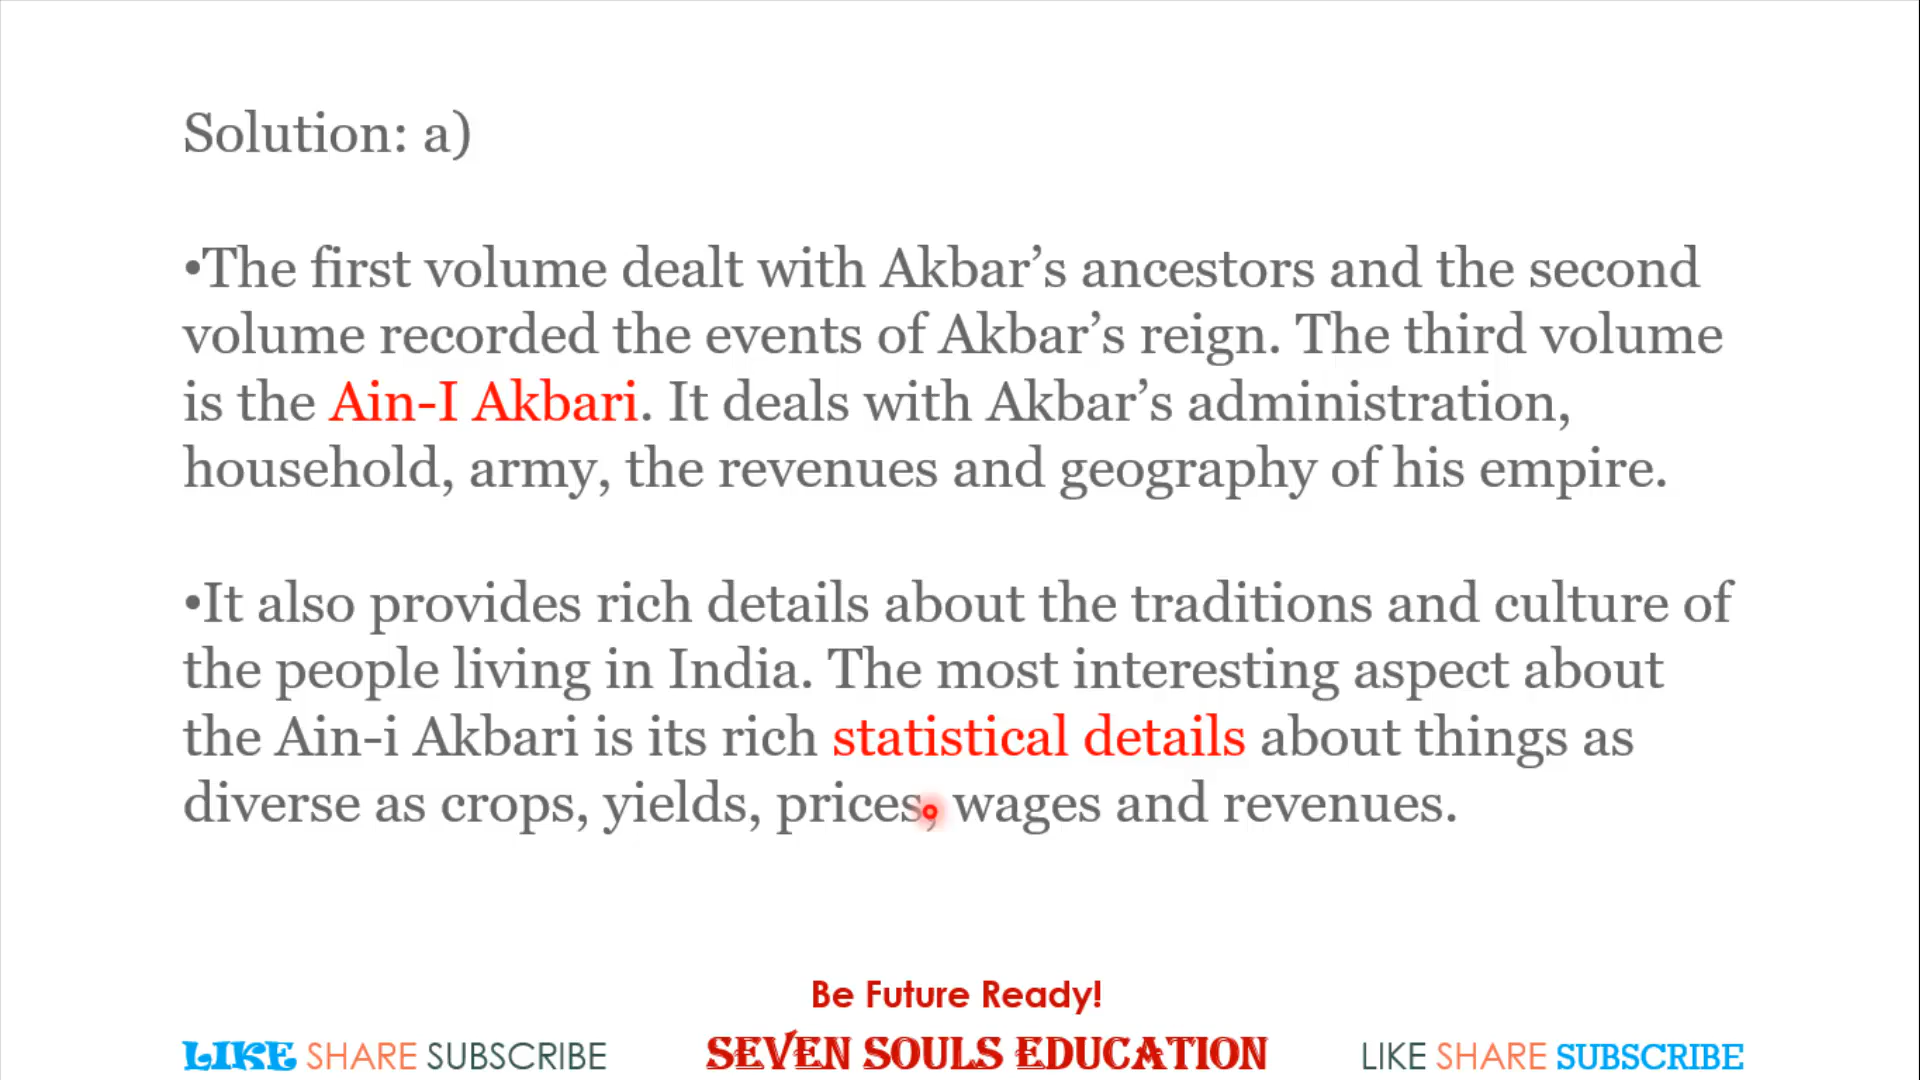 Solution: a)
•The first volume dealt with Akbar’s ancestors and the second
volume recorded the events of Akbar’s reign. The third volume
is the Ain-I Akbari. It deals with Akbar’s administration,
household, army, the revenues and geography of his empire.
•It also provides rich details about the traditions and culture of
the people living in India. The most interesting aspect about
the Ain-i Akbari is its rich statistical details about things as
diverse as crops, yields, prices, wages and revenues.
Be Future Ready!
LIKE SHARE SUBSCRIBE SEVEN SOULS EDUCATION LIKE SHARE SUBSCRIBE